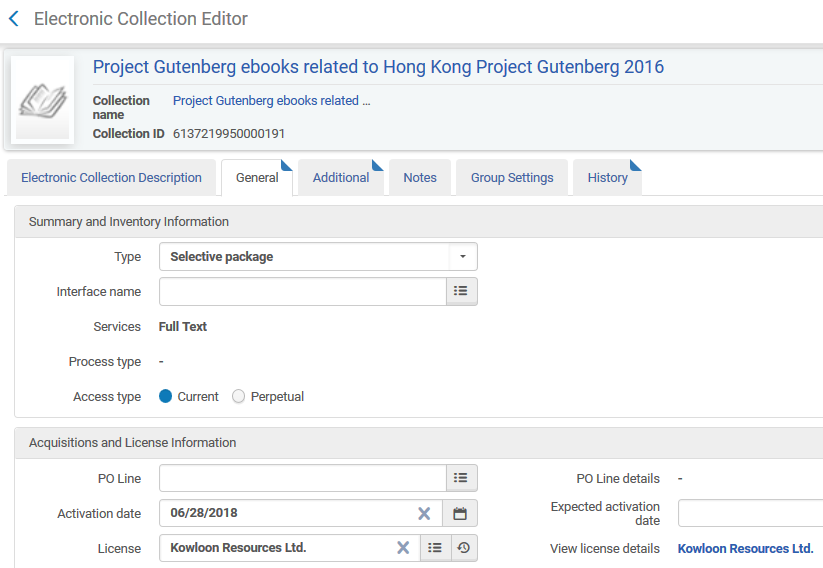 Electronic Collection Editor
Project Gutenberg ebooks related to Hong Kong Project Gutenberg 2016
Collection name Project Gutenberg ebooks related ...
Collection ID 6137219950000191
Electronic Collection Description General Additional Notes Group Settings History
Summary and Inventory Information
Type Selective package
Interface name
Services Full Text
Process type -
Access type Current Perpetual
Acquisitions and License Information
PO Line PO Line details -
Activation date 06/28/2018 Expected activation date
License Kowloon Resources Ltd. View license details Kowloon Resources Ltd.